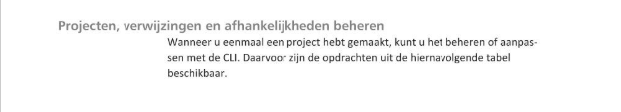 Projecten, verwijzingen en afhankelijkheden beheren
Wanneer u eenmaal een project hebt gemaakt, kunt u het beheren of aanpas-
sen met de CLI. Daarvoor zijn de opdrachten uit de hiernavolgende tabel
beschikbaar.